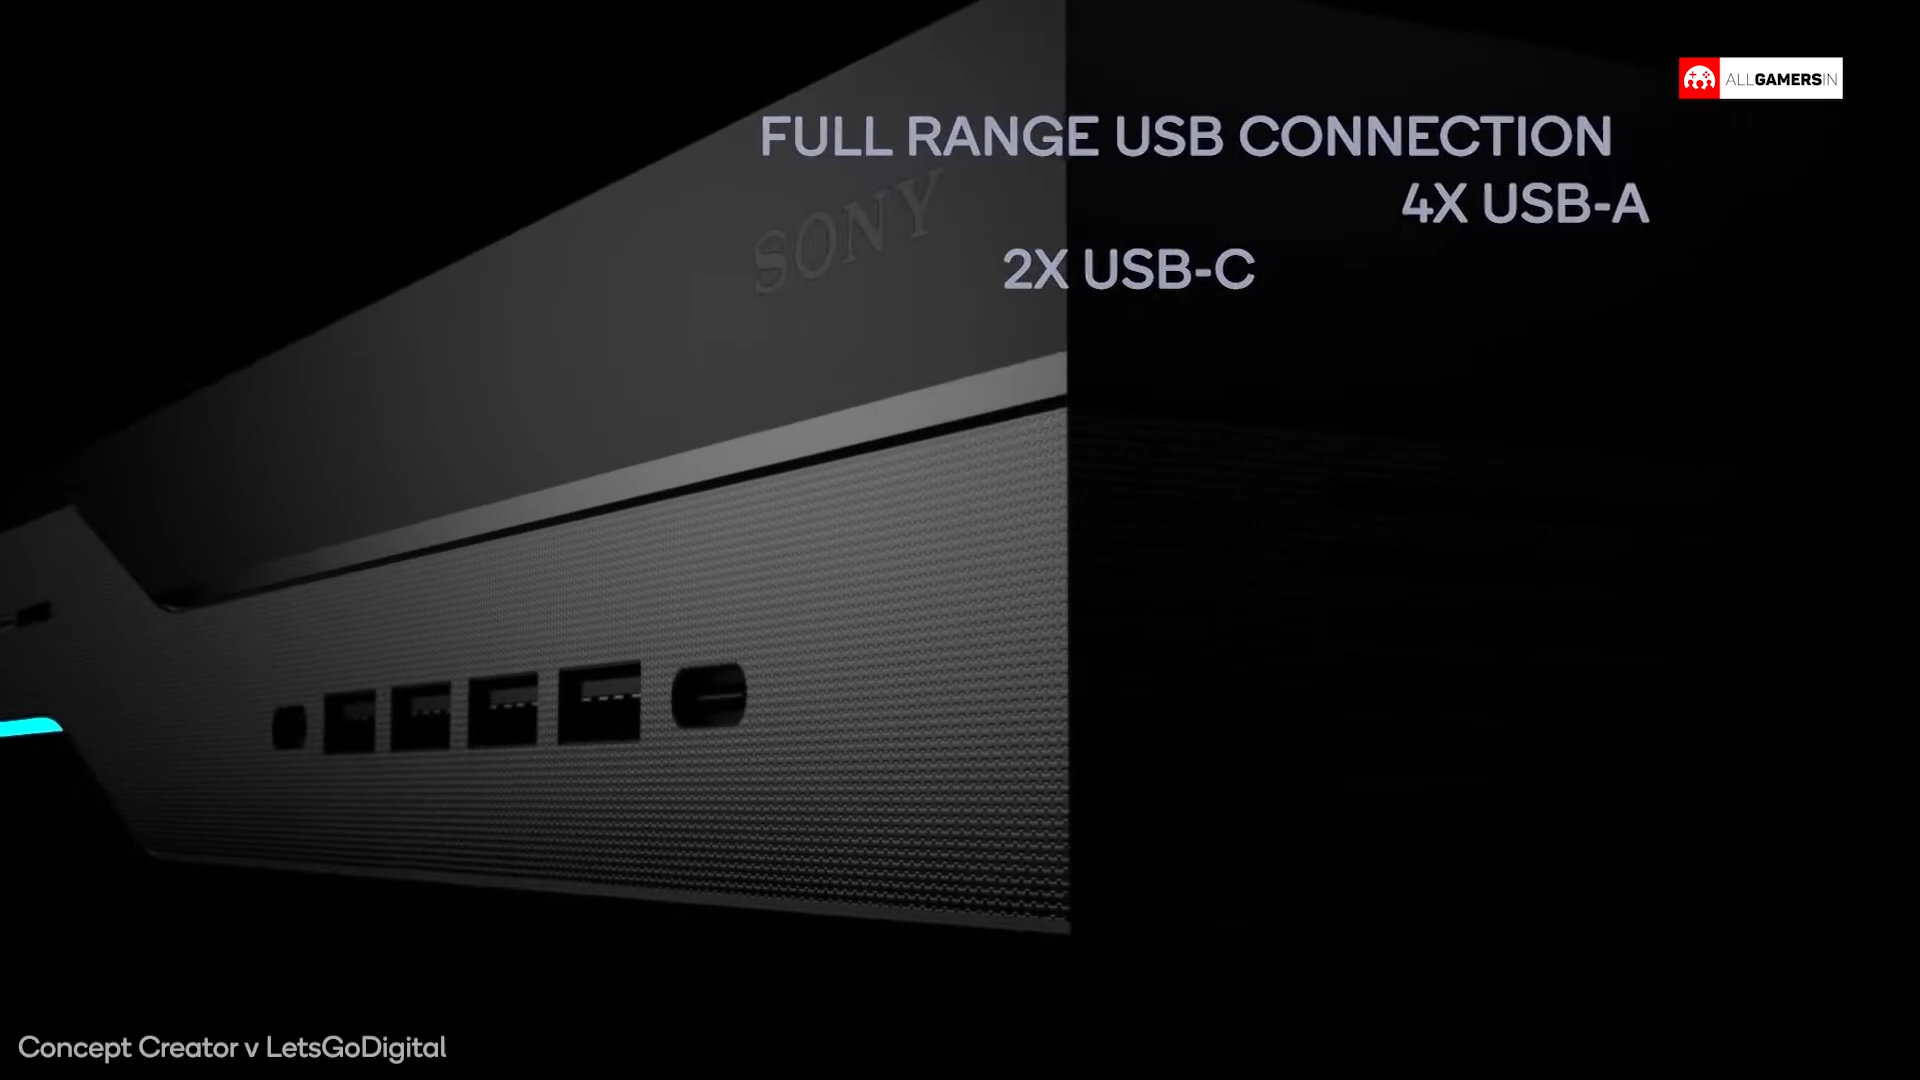 ALLGAMERSIN
FULL RANGE USB CONNECTION
SONY
4X USB-A
2X USB-C
Concept Creator v LetsGoDigital